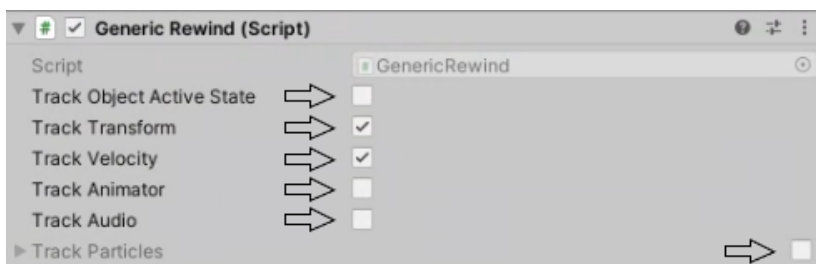 Generic Rewind (Script)
Script GenericRewind
Track Object Active State
Track Transform
Track Velocity
Track Animator
Track Audio
Track Particles